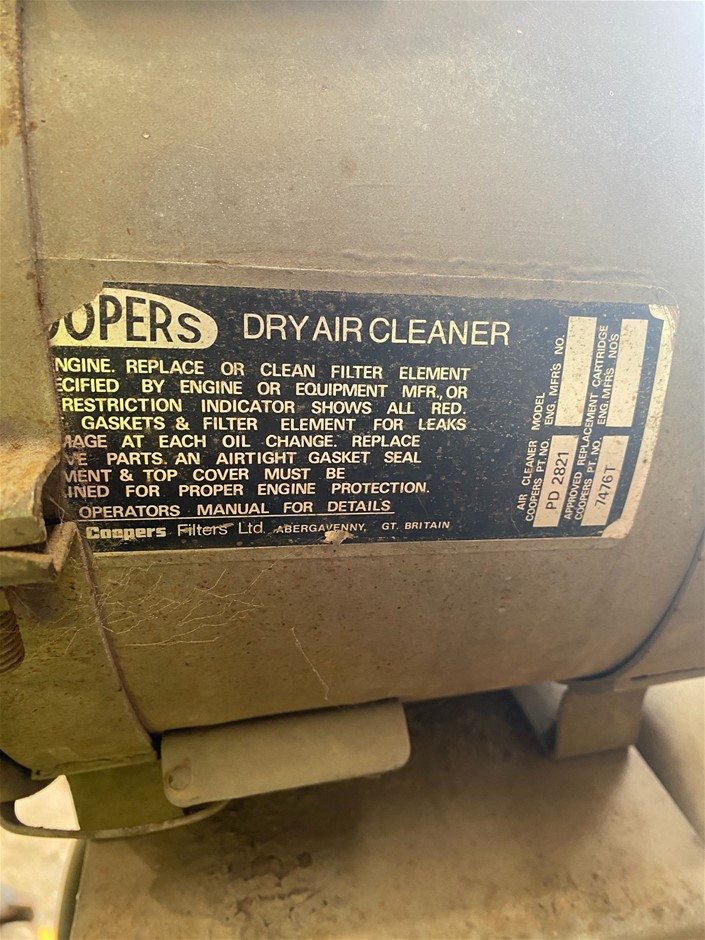 OOPERS DRY AIR CLEANER
NGINE. REPLACE OR CLEAN FILTER ELEMENT
ECIFIED BY ENGINE OR EQUIPMENT MFR., OR
RESTRICTION INDICATOR SHOWS ALL RED.
GASKETS & FILTER ELEMENT FOR LEAKS
MAGE AT EACH OIL CHANGE. REPLACE
VE PARTS. AN AIRTIGHT GASKET SEAL
MENT & TOP COVER MUST BE
INED FOR PROPER ENGINE PROTECTION.
OPERATORS MANUAL FOR DETAILS
Coopers Filters Ltd. ABERGAVENNY, GT. BRITAIN
AIR CLEANER MODEL
COOPERS PT. NO. ENG. MFR'S NO.
PD 2821
APPROVED REPLACEMENT CARTRIDGE
COOPERS PT. NO. ENG. MFR'S NO'S
7476T